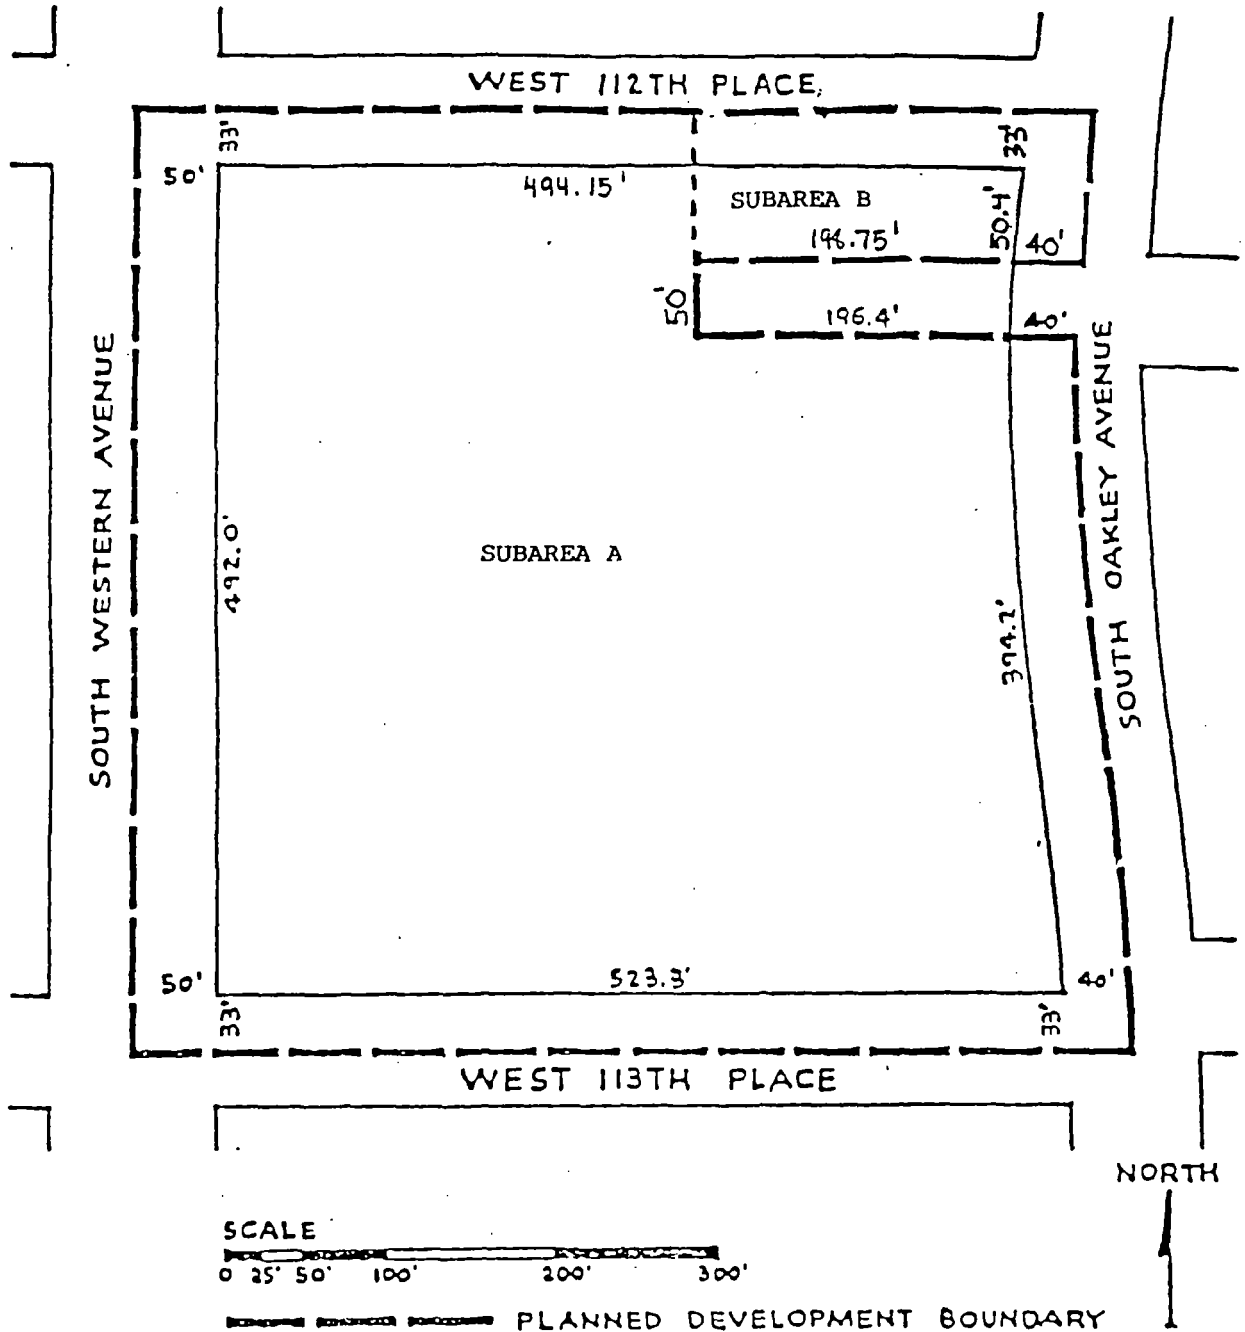 WEST 112TH PLACE
33'
33'
50'
494.15'
SUBAREA B
50.4'
198.75'
40'
50'
196.4'
40'
SOUTH WESTERN AVENUE
SOUTH OAKLEY AVENUE
492.0'
SUBAREA A
394.2'
50'
523.3'
40'
33'
33'
WEST 113TH PLACE
NORTH
SCALE
0 25' 50' 100' 200' 300'
PLANNED DEVELOPMENT BOUNDARY